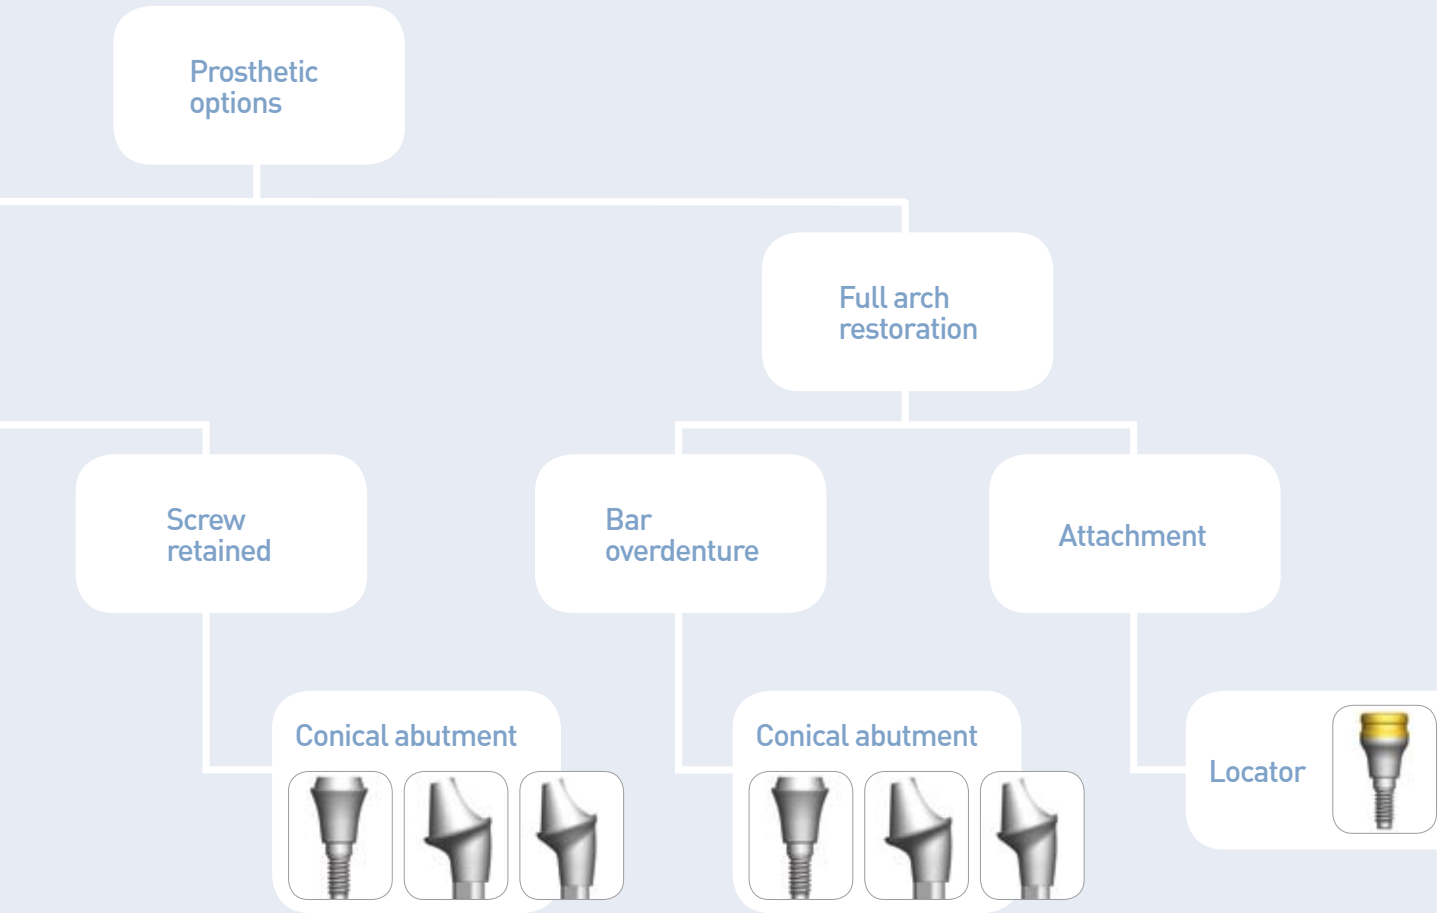 Prosthetic
options
Full arch
restoration
Screw
retained
Bar
overdenture
Attachment
Conical abutment
Conical abutment
Locator